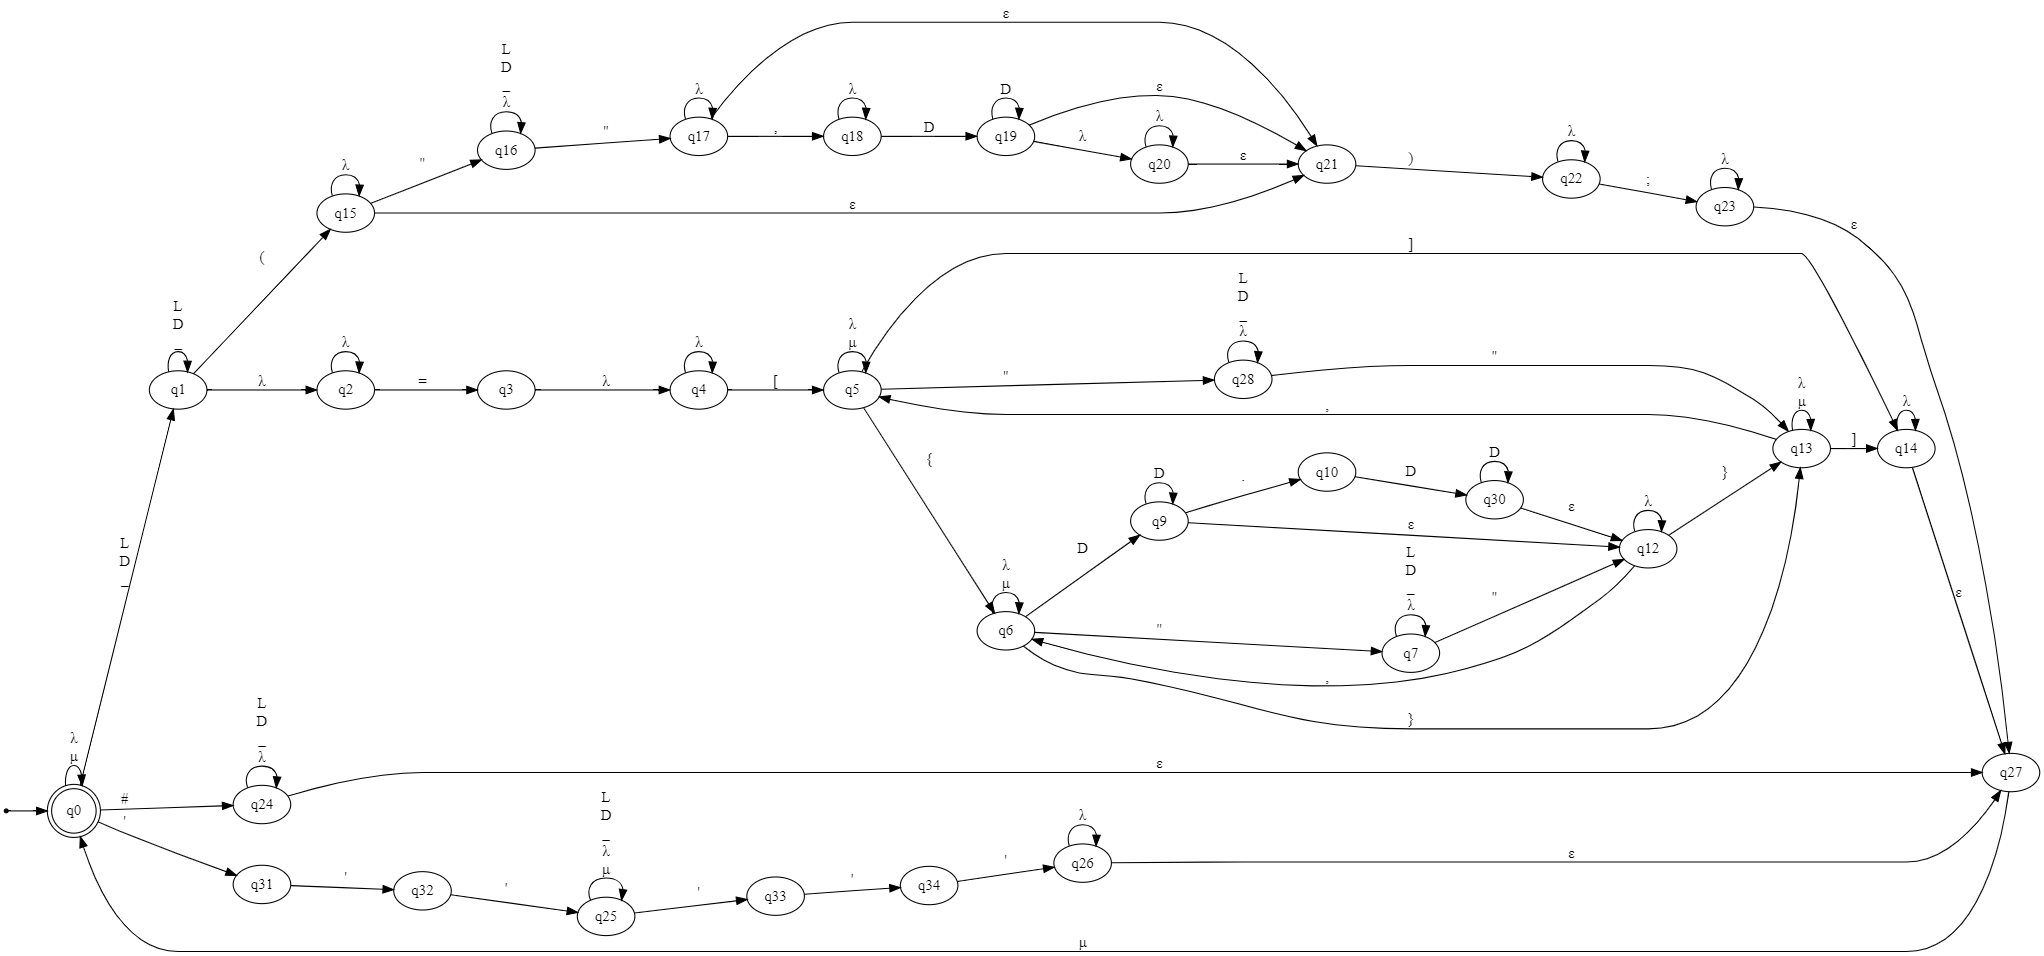 ε
L
D
_
λ
λ
λ
D
ε
λ
λ
"
q16
q17
,
q18
D
q19
λ
q20
ε
q21
)
λ
q22
;
λ
q23
λ
"
q15
ε
ε
(
]
L
D
_
λ
L
D
_
λ
λ
λ
μ
"
q28
"
q1
λ
q2
=
q3
λ
q4
[
q5
,
λ
μ
q13
]
λ
q14
{
D
.
q10
D
D
q30
}
q9
ε
ε
λ
q12
L
D
_
D
L
D
_
λ
λ
μ
"
q6
"
q7
,
ε
}
L
D
_
λ
λ
μ
ε
q27
q0
#
q24
'
L
D
_
λ
μ
λ
q31
'
q32
'
q25
'
q33
'
q34
'
q26
ε
μ